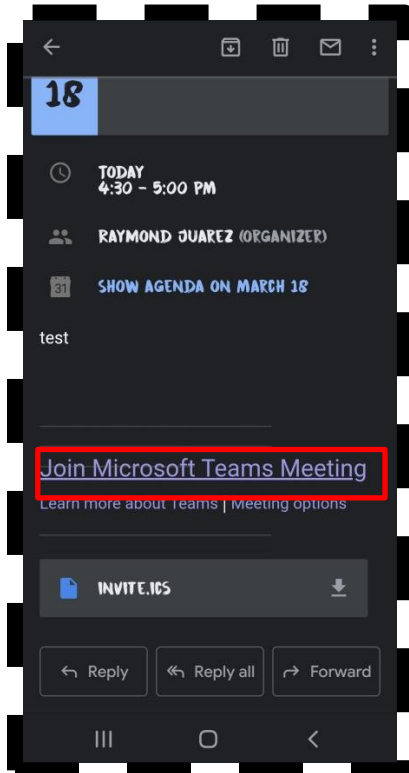 18
TODAY
4:30 - 5:00 PM
RAYMOND JUAREZ (ORGANIZER)
31
SHOW AGENDA ON MARCH 18
test
Join Microsoft Teams Meeting
Learn more about Teams | Meeting options
INVITE.ICS
Reply
Reply all
Forward